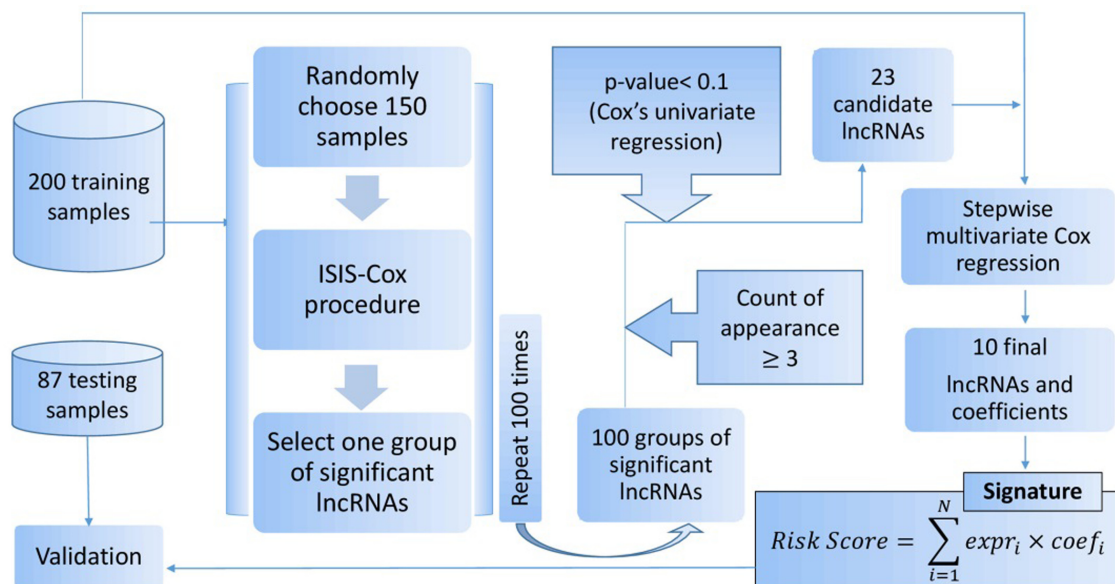 200 training
samples
87 testing
samples
Validation
Randomly
choose 150
samples
ISIS-Cox
procedure
Select one group
of significant
lncRNAs
Repeat 100 times
100 groups of
significant
lncRNAs
Count of
appearance
≥ 3
p-value< 0.1
(Cox's univariate
regression)
23
candidate
lncRNAs
Stepwise
multivariate Cox
regression
10 final
lncRNAs and
coefficients
Signature
Risk Score = ∑_{i=1}^{N} expr_i × coef_i